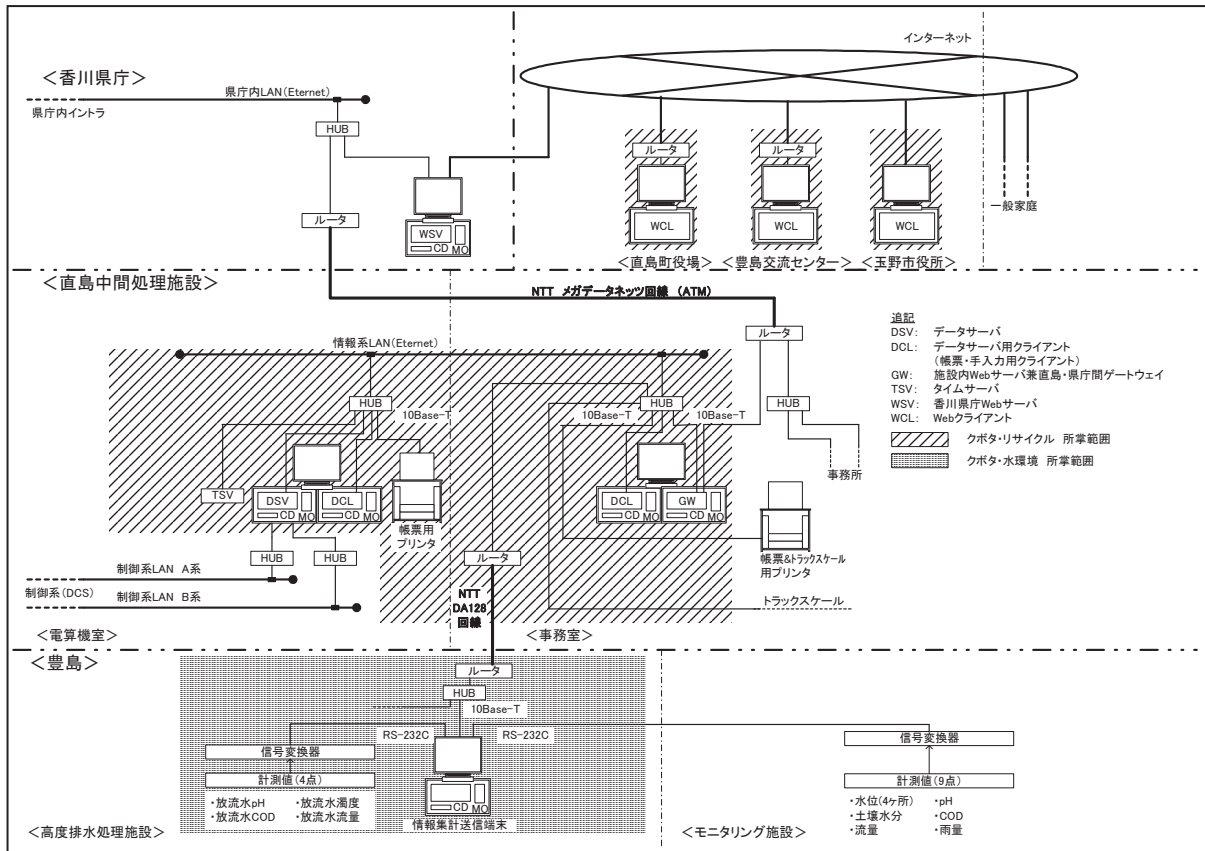 インターネット
＜香川県庁＞
県庁内LAN(Eternet)
県庁内イントラ
HUB
ルータ
WSV
CD
MO
ルータ
ルータ
WCL
WCL
WCL
一般家庭
＜直島町役場＞
＜豊島交流センター＞
＜玉野市役所＞
＜直島中間処理施設＞
NTT メガデータネッツ回線 (ATM)
ルータ
情報系LAN(Eternet)
HUB
10Base-T
10Base-T
HUB
10Base-T
HUB
事務所
TSV
DSV
CD
MO
DCL
CD
MO
帳票用
プリンタ
DCL
CD
MO
GW
CD
MO
帳票&トラックスケール
用プリンタ
HUB
HUB
ルータ
制御系LAN A系
制御系(DCS)
制御系LAN B系
NTT
DA128
回線
トラックスケール
＜電算機室＞
＜事務室＞
追記
DSV: データサーバ
DCL: データサーバ用クライアント
(帳票・手入力用クライアント)
GW: 施設内Webサーバ兼直島・県庁間ゲートウェイ
TSV: タイムサーバ
WSV: 香川県庁Webサーバ
WCL: Webクライアント
クボタ・リサイクル 所掌範囲
クボタ・水環境 所掌範囲
＜豊島＞
ルータ
HUB
10Base-T
RS-232C
RS-232C
信号変換器
計測値(4点)
・放流水pH ・放流水濁度
・放流水COD ・放流水流量
CD
MO
情報集計送信端末
＜高度排水処理施設＞
信号変換器
計測値(9点)
・水位(4ヶ所) ・pH
・土壌水分 ・COD
・流量 ・雨量
＜モニタリング施設＞